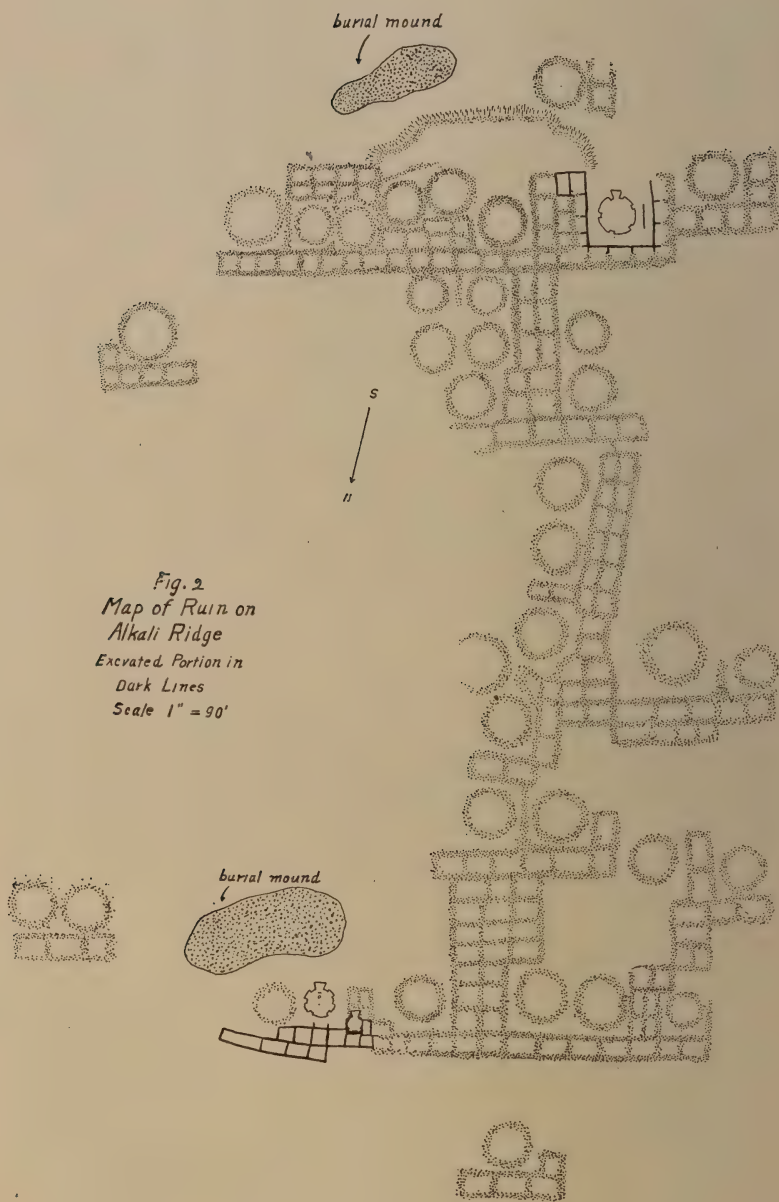 burial mound
S
N
Fig. 2
Map of Ruin on
Alkali Ridge
Excvated Portion in
Dark Lines
Scale 1" = 90'
burial mound